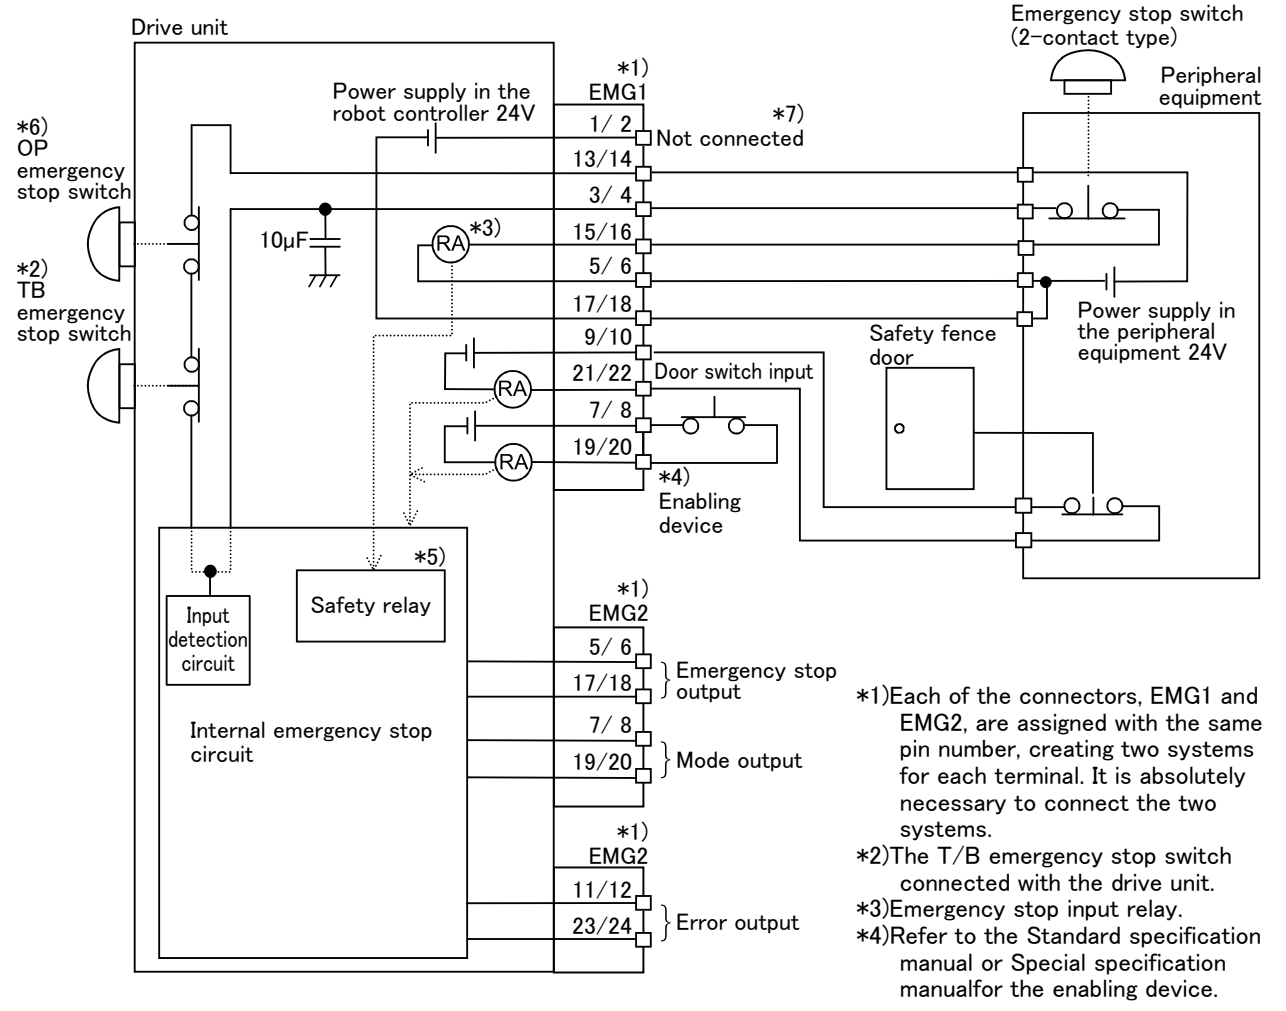 Drive unit
Emergency stop switch
(2-contact type)
Peripheral
equipment
*1)
EMG1
Power supply in the
robot controller 24V
*6)
OP
emergency
stop switch
*7)
Not connected
1/ 2
13/14
3/ 4
15/16
5/ 6
17/18
9/10
21/22
7/ 8
19/20
10μF
RA
*3)
*2)
TB
emergency
stop switch
Power supply in
the peripheral
equipment 24V
Safety fence
door
Door switch input
RA
RA
*4)
Enabling
device
*5)
Safety relay
Input
detection
circuit
Internal emergency stop
circuit
*1)
EMG2
5/ 6
17/18
Emergency stop
output
7/ 8
19/20
Mode output
*1)
EMG2
11/12
23/24
Error output
*1)Each of the connectors, EMG1 and
EMG2, are assigned with the same
pin number, creating two systems
for each terminal. It is absolutely
necessary to connect the two
systems.
*2)The T/B emergency stop switch
connected with the drive unit.
*3)Emergency stop input relay.
*4)Refer to the Standard specification
manual or Special specification
manualfor the enabling device.